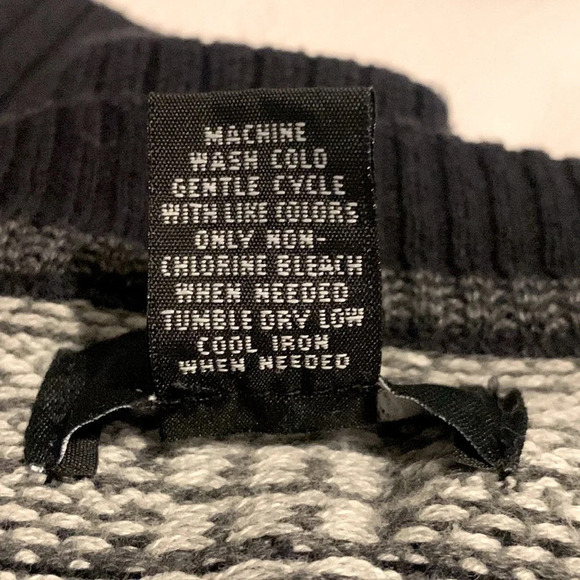 MACHINE
WASH COLD
GENTLE CYCLE
WITH LIKE COLORS
ONLY NON-
CHLORINE BLEACH
WHEN NEEDED
TUMBLE DRY LOW
COOL IRON
WHEN NEEDED